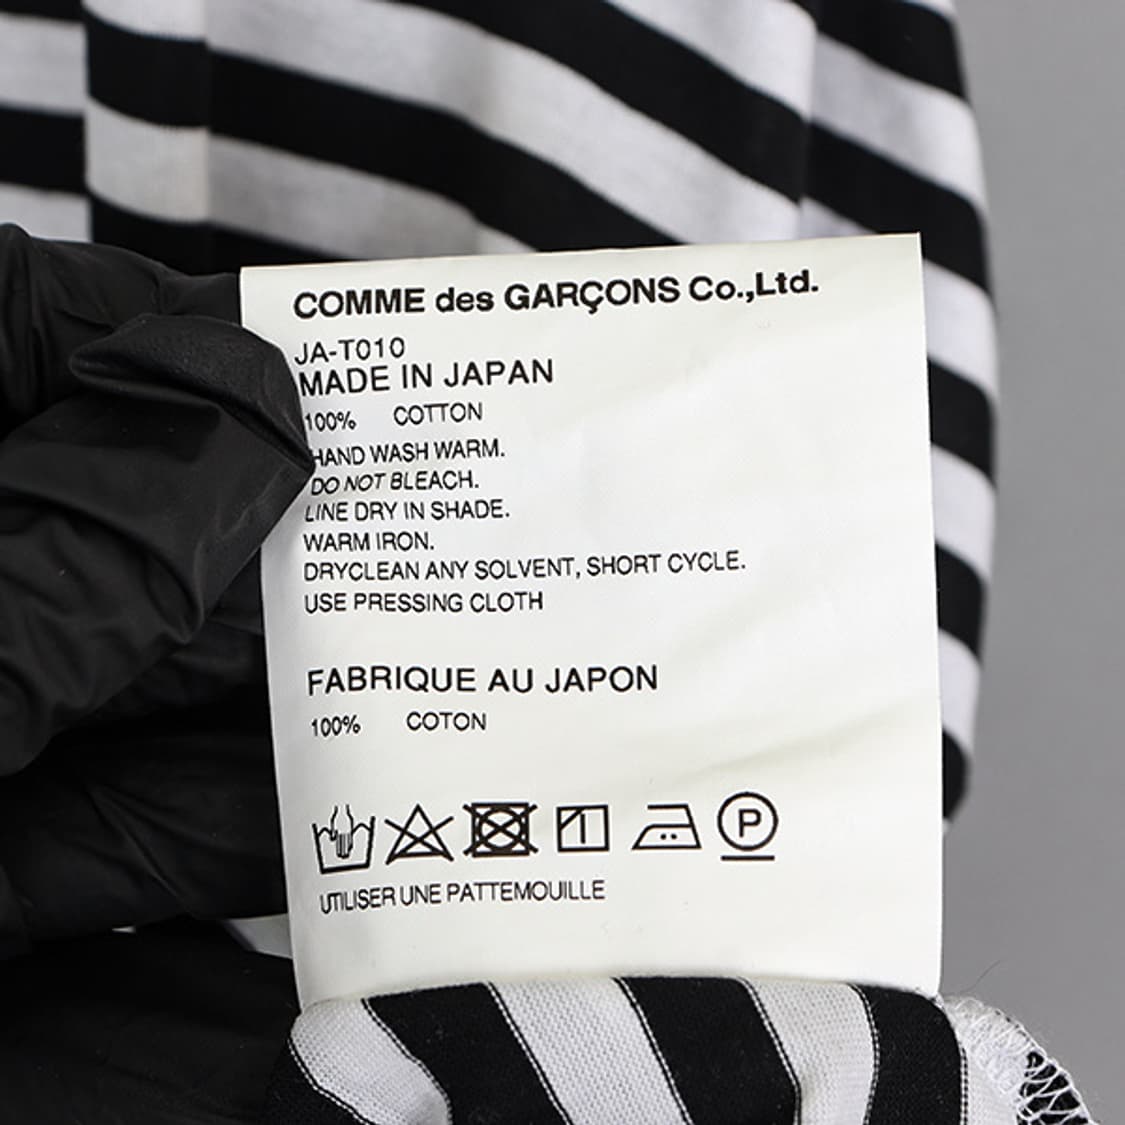 COMME des GARÇONS Co.,Ltd.
JA-T010
MADE IN JAPAN
100% COTTON
HAND WASH WARM.
DO NOT BLEACH.
LINE DRY IN SHADE.
WARM IRON.
DRYCLEAN ANY SOLVENT, SHORT CYCLE.
USE PRESSING CLOTH
FABRIQUE AU JAPON
100% COTON
P
UTILISER UNE PATTEMOUILLE